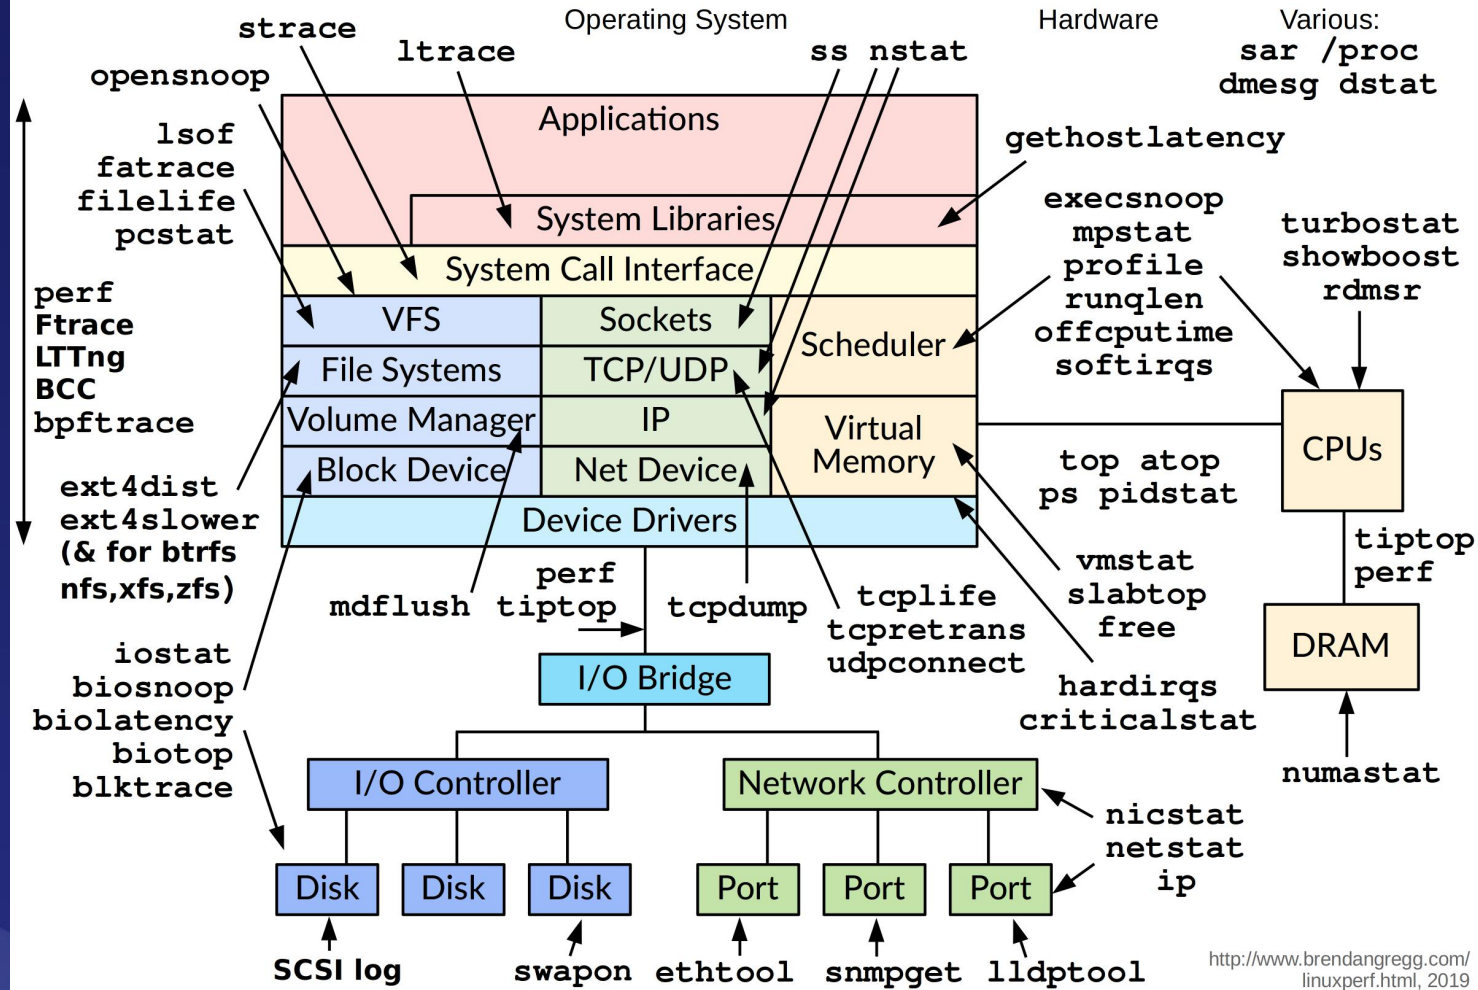 Operating System
Hardware
Various:
sar /proc
dmesg dstat
strace
ltrace
ss nstat
opensnoop
lsof
fatrace
filelife
pcstat
perf
Ftrace
LTTng
BCC
bpftrace
ext4dist
ext4slower
(& for btrfs
nfs,xfs,zfs)
iostat
biosnoop
biolatency
biotop
blktrace
Applications
System Libraries
System Call Interface
VFS
Sockets
Scheduler
File Systems
TCP/UDP
Volume Manager
IP
Virtual
Memory
Block Device
Net Device
Device Drivers
gethostlatency
execsnoop
mpstat
profile
runqlen
offcputime
softirqs
turbostat
showboost
rdmsr
CPUs
top atop
ps pidstat
tiptop
perf
vmstat
slabtop
free
DRAM
hardirqs
criticalstat
numastat
mdflush
perf
tiptop
tcpdump
tcplife
tcpretrans
udpconnect
I/O Bridge
I/O Controller
Network Controller
nicstat
netstat
ip
Disk
Disk
Disk
Port
Port
Port
SCSI log
swapon
ethtool
snmpget
lldptool
http://www.brendangregg.com/
linuxperf.html, 2019